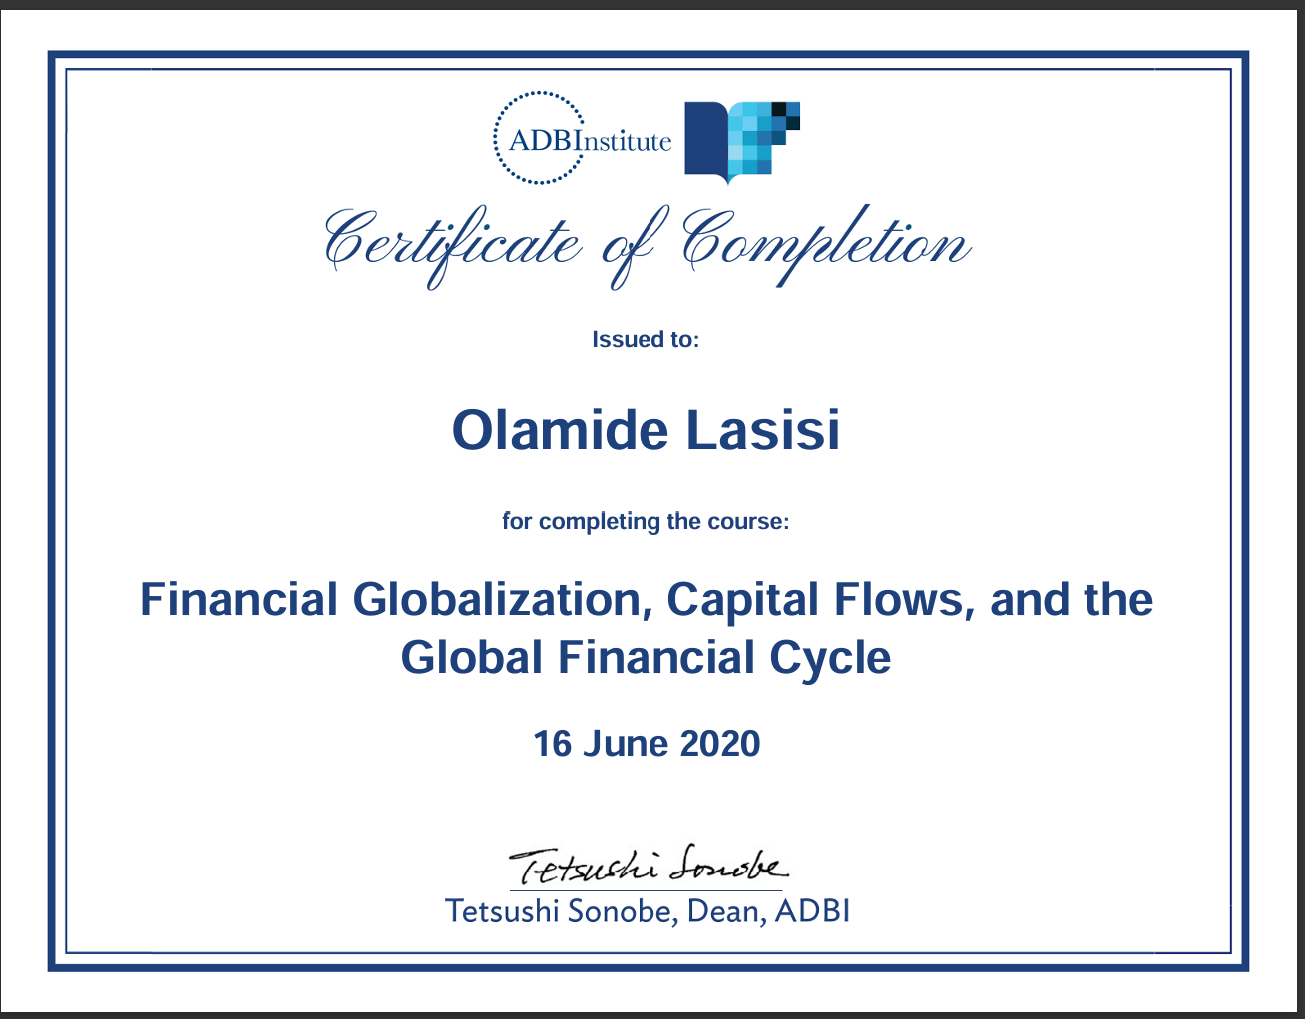 ADBInstitute
Certificate of Completion
Issued to:
Olamide Lasisi
for completing the course:
Financial Globalization, Capital Flows, and the
Global Financial Cycle
16 June 2020
Tetsushi Sonobe
Tetsushi Sonobe, Dean, ADBI